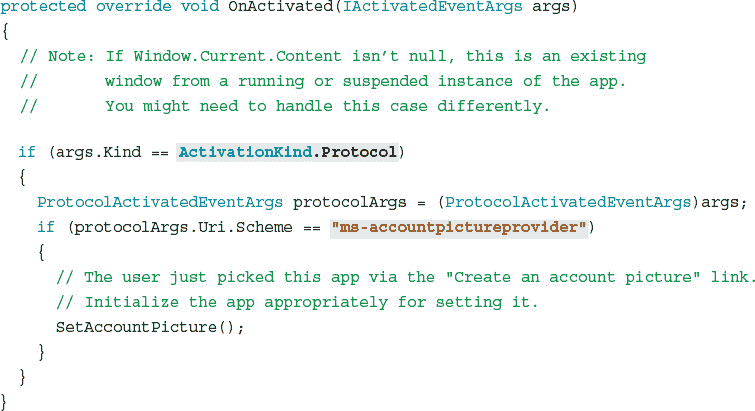 protected override void OnActivated(IActivatedEventArgs args)
{
  // Note: If Window.Current.Content isn’t null, this is an existing
  //       window from a running or suspended instance of the app.
  //       You might need to handle this case differently.

  if (args.Kind == ActivationKind.Protocol)
  {
    ProtocolActivatedEventArgs protocolArgs = (ProtocolActivatedEventArgs)args;
    if (protocolArgs.Uri.Scheme == "ms-accountpictureprovider")
    {
      // The user just picked this app via the "Create an account picture" link.
      // Initialize the app appropriately for setting it.
      SetAccountPicture();
    }
  }
}